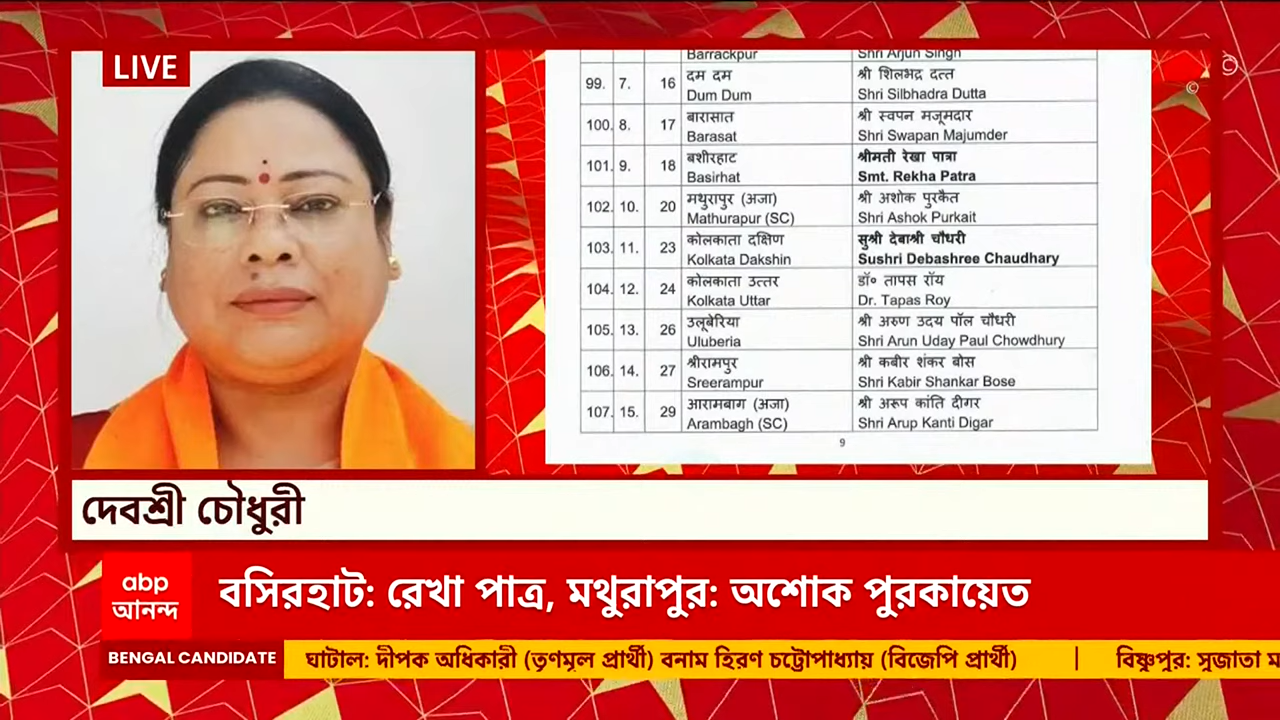 LIVE
Barrackpur Shri Arjun Singh
99. 7. 16 दम दम श्री शिलभद्र दत्त
Dum Dum Shri Silbhadra Dutta
100. 8. 17 बारासात श्री स्वपन मजूमदार
Barasat Shri Swapan Majumder
101. 9. 18 बशीरहाट श्रीमती रेखा पात्रा
Basirhat Smt. Rekha Patra
102. 10. 20 मथुरापुर (अजा) श्री अशोक पुरकैत
Mathurapur (SC) Shri Ashok Purkait
103. 11. 23 कोलकाता दक्षिण सुश्री देबाश्री चौधरी
Kolkata Dakshin Sushri Debashree Chaudhary
104. 12. 24 कोलकाता उत्तर डॉ० तापस रॉय
Kolkata Uttar Dr. Tapas Roy
105. 13. 26 उलूबेरिया श्री अरुण उदय पॉल चौधरी
Uluberia Shri Arun Uday Paul Chowdhury
106. 14. 27 श्रीरामपुर श्री कबीर शंकर बोस
Sreerampur Shri Kabir Shankar Bose
107. 15. 29 आरामबाग (अजा) श्री अरूप कांति दीगर
Arambagh (SC) Shri Arup Kanti Digar
9
দেবশ্রী চৌধুরী
abp
আনন্দ
বসিরহাট: রেখা পাত্র, মথুরাপুর: অশোক পুরকায়েত
BENGAL CANDIDATE
ঘাটাল: দীপক অধিকারী (তৃণমূল প্রার্থী) বনাম হিরণ চট্টোপাধ্যায় (বিজেপি প্রার্থী) | বিষ্ণুপুর: সুজাতা